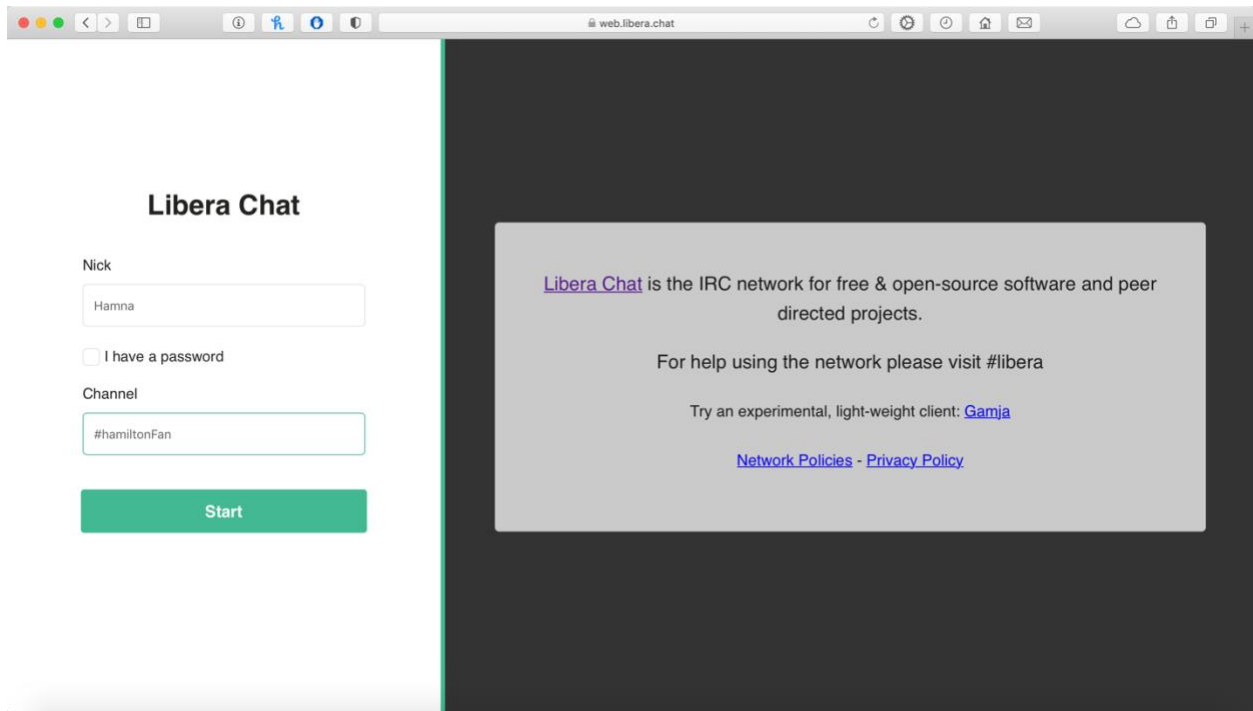 web.libera.chat
Libera Chat
Nick
Hamna
I have a password
Channel
#hamiltonFan
Start
Libera Chat is the IRC network for free & open-source software and peer
directed projects.
For help using the network please visit #libera
Try an experimental, light-weight client: Gamja
Network Policies - Privacy Policy